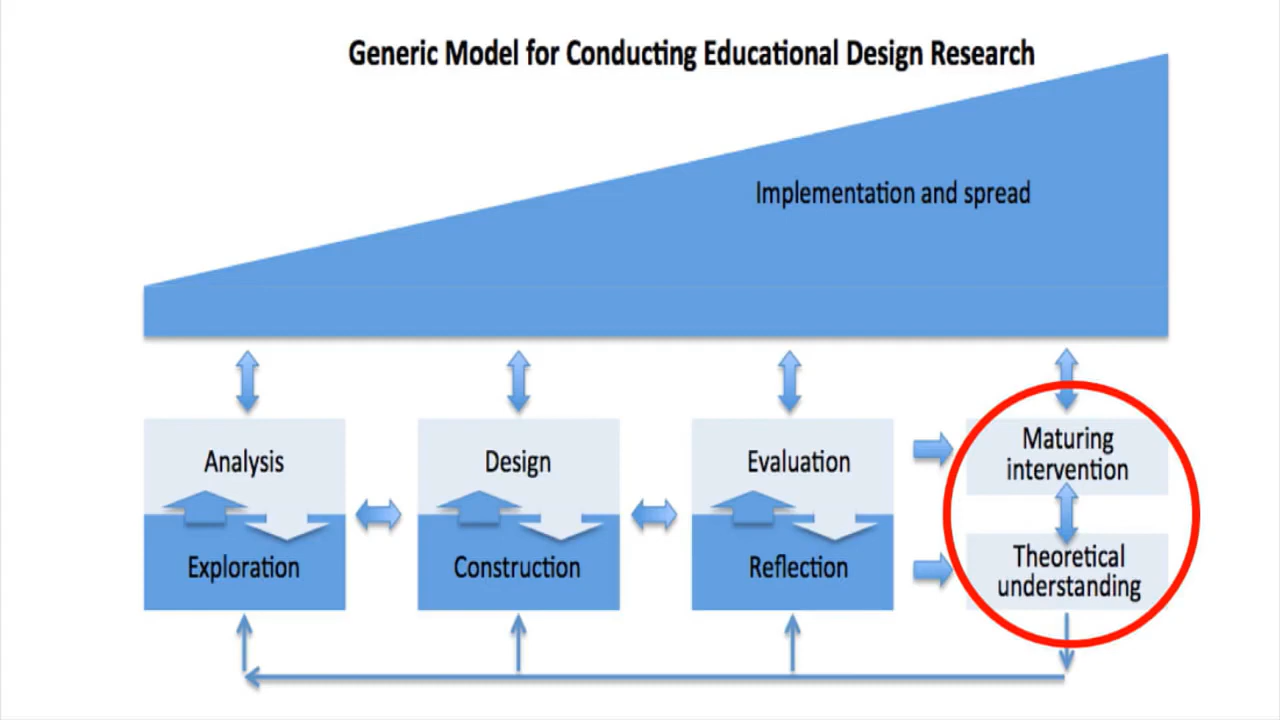 Generic Model for Conducting Educational Design Research
Implementation and spread
Analysis
Exploration
Design
Construction
Evaluation
Reflection
Maturing
intervention
Theoretical
understanding